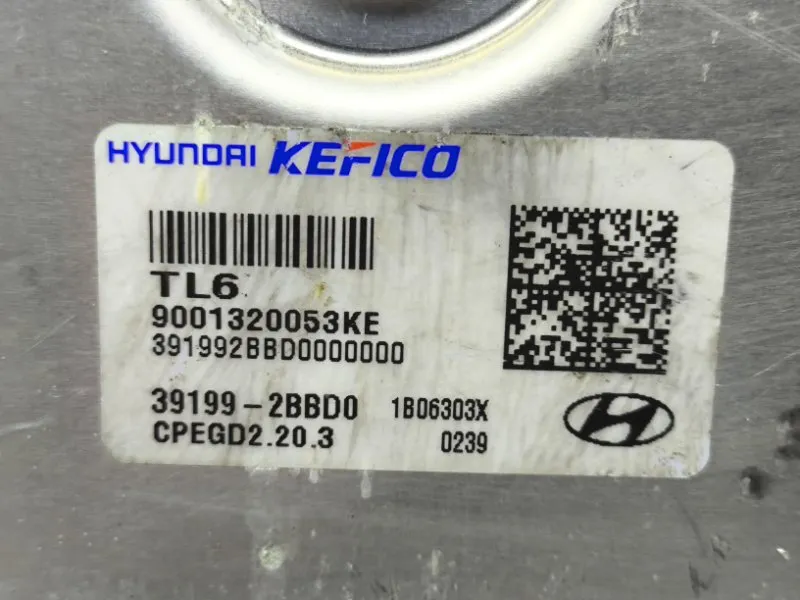 HYUNDAI KEFICO
TL6
9001320053KE
391992BBD0000000
39199-2BBD0 1B06303X
CPEGD2.20.3 0239